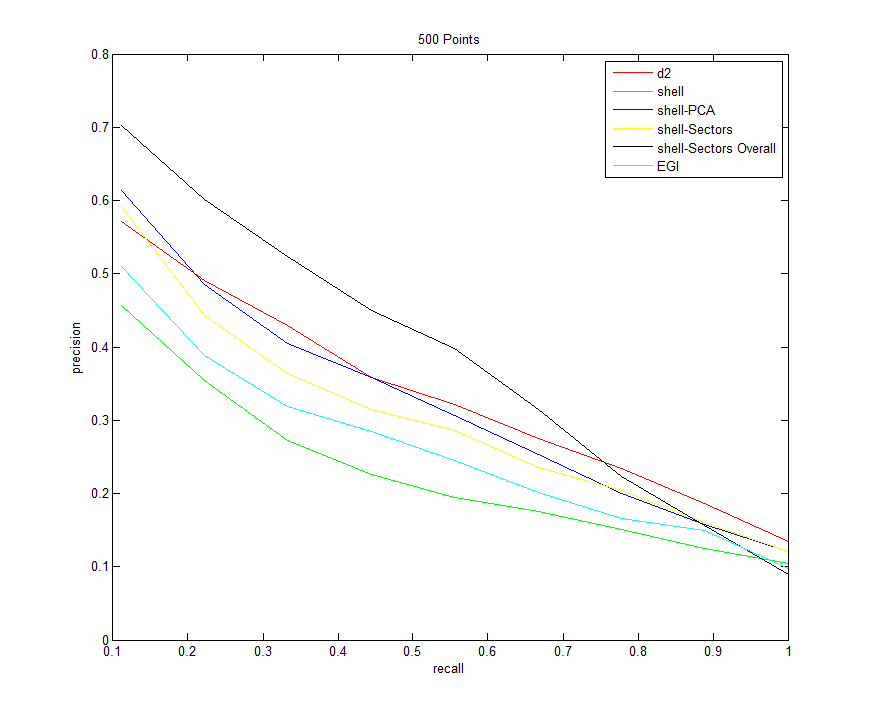 500 Points
0.8
0.7
0.6
0.5
0.4
0.3
0.2
0.1
0
precision
d2
shell
shell-PCA
shell-Sectors
shell-Sectors Overall
EGI
0.1 0.2 0.3 0.4 0.5 0.6 0.7 0.8 0.9 1
recall